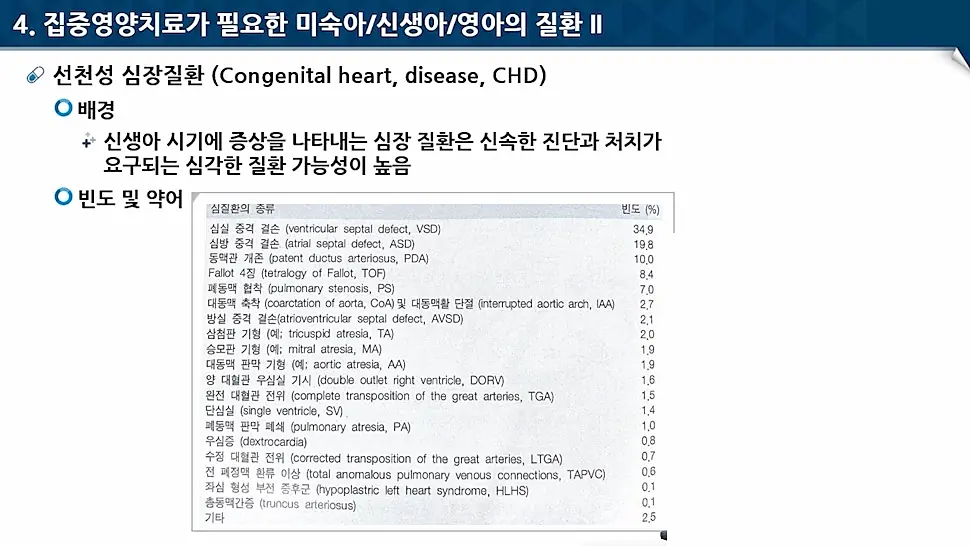 4. 집중영양치료가 필요한 미숙아/신생아/영아의 질환 II
선천성 심장질환 (Congenital heart, disease, CHD)
배경
신생아 시기에 증상을 나타내는 심장 질환은 신속한 진단과 처치가
요구되는 심각한 질환 가능성이 높음
빈도 및 약어
심질환의 종류 빈도 (%)
심실 중격 결손 (ventricular septal defect, VSD) 34.9
심방 중격 결손 (atrial septal defect, ASD) 19.8
동맥관 개존 (patent ductus arteriosus, PDA) 10.0
Fallot 4징 (tetralogy of Fallot, TOF) 8.4
폐동맥 협착 (pulmonary stenosis, PS) 7.0
대동맥 축착 (coarctation of aorta, CoA) 및 대동맥활 단절 (interrupted aortic arch, IAA) 2.7
방실 중격 결손(atrioventricular septal defect, AVSD) 2.1
삼첨판 기형 (예; tricuspid atresia, TA) 2.0
승모판 기형 (예; mitral atresia, MA) 1.9
대동맥 판막 기형 (예; aortic atresia, AA) 1.9
양 대혈관 우심실 기시 (double outlet right ventricle, DORV) 1.6
완전 대혈관 전위 (complete transposition of the great arteries, TGA) 1.5
단심실 (single ventricle, SV) 1.4
폐동맥 판막 폐쇄 (pulmonary atresia, PA) 1.0
우심증 (dextrocardia) 0.8
수정 대혈관 전위 (corrected transposition of the great arteries, LTGA) 0.7
전 폐정맥 환류 이상 (total anomalous pulmonary venous connections, TAPVC) 0.6
좌심 형성 부전 증후군 (hypoplastic left heart syndrome, HLHS) 0.1
총동맥간증 (truncus arteriosus) 0.1
기타 2.5